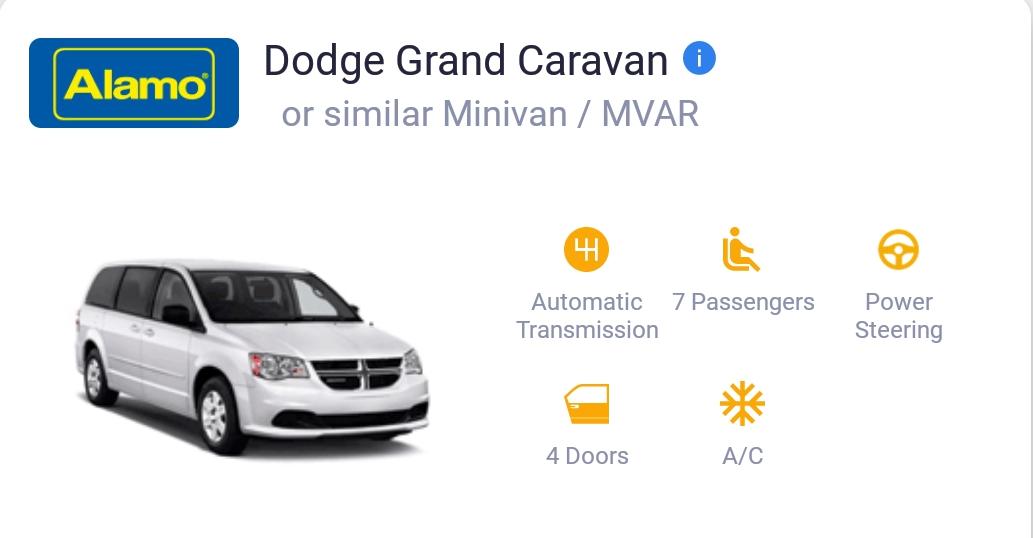 Alamo®
Dodge Grand Caravan i
or similar Minivan / MVAR
Automatic
Transmission
7 Passengers
Power
Steering
4 Doors
A/C